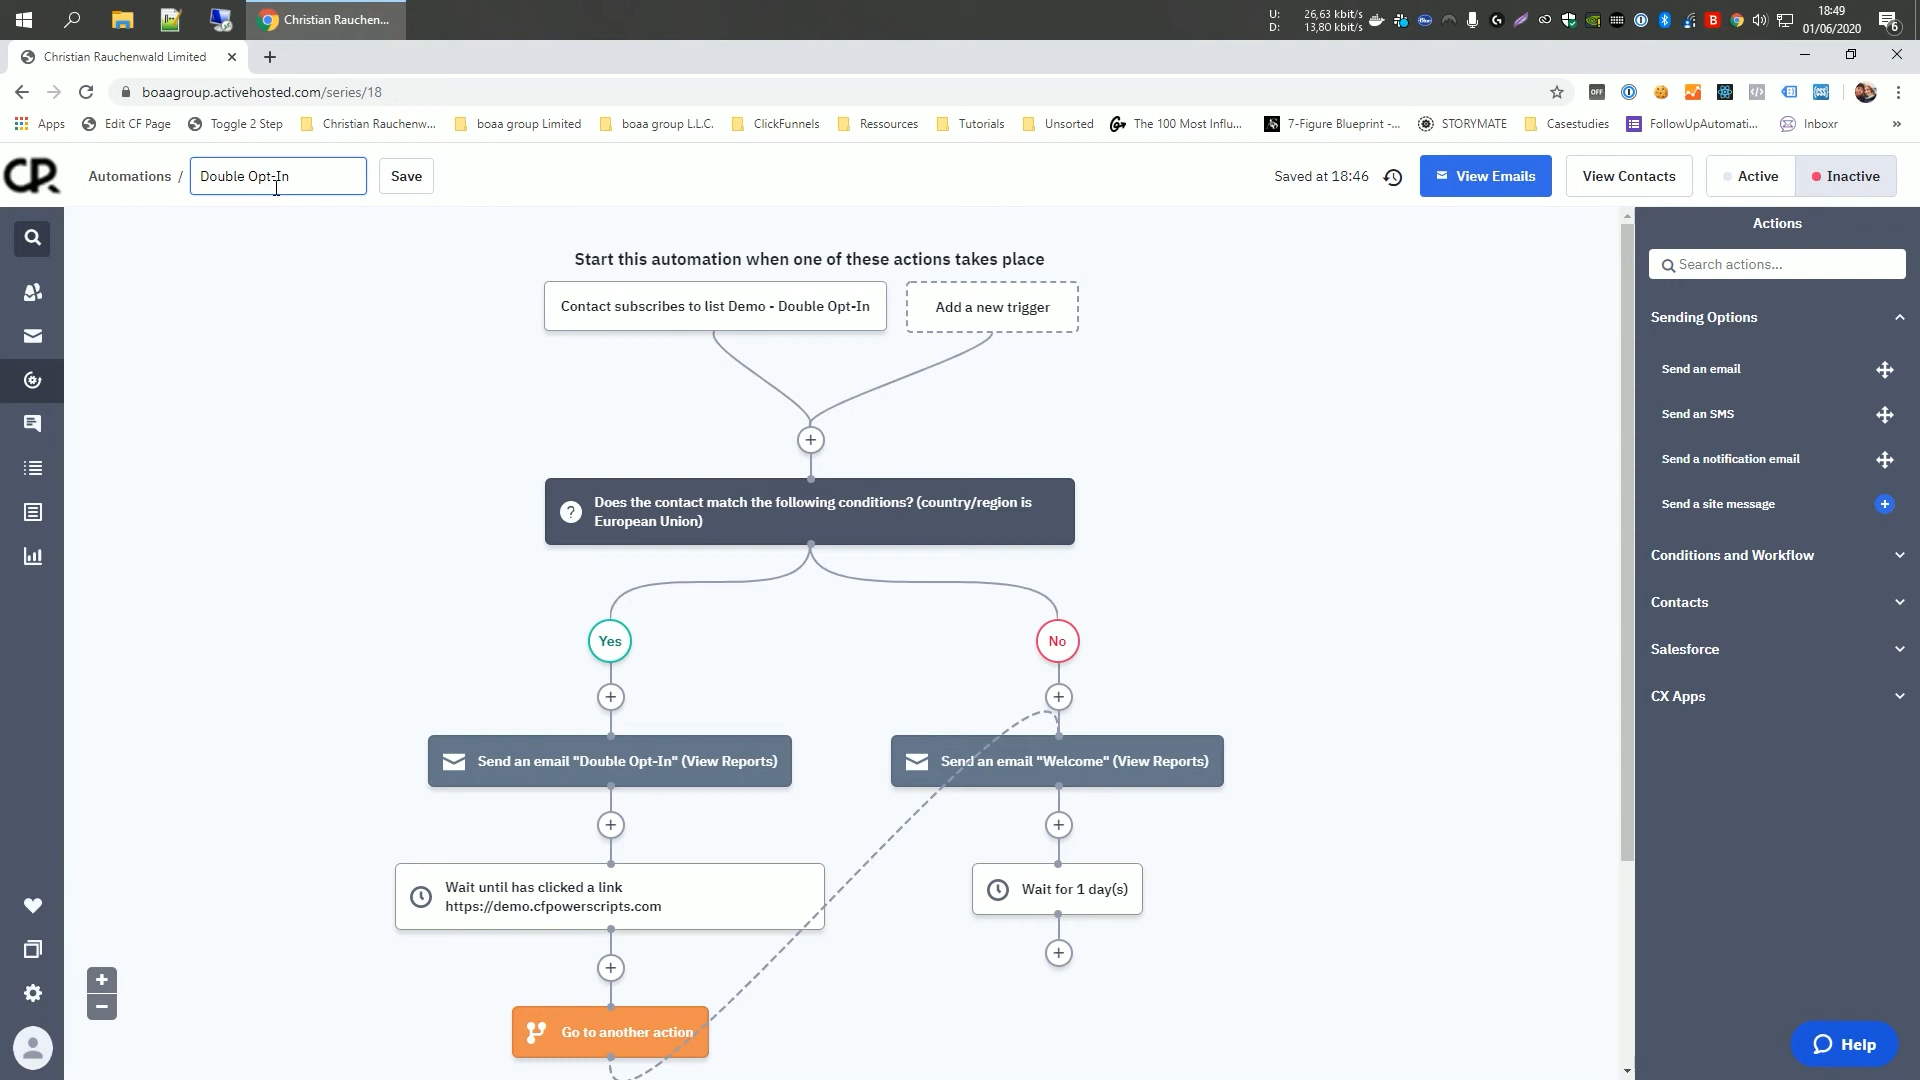 Christian Rauchen...
U: 26,63 kbit/s
D: 13,80 kbit/s
18:49
01/06/2020
6
Christian Rauchenwald Limited
boaagroup.activehosted.com/series/18
OFF
Apps
Edit CF Page
Toggle 2 Step
Christian Rauchenw...
boaa group Limited
boaa group L.L.C.
ClickFunnels
Ressources
Tutorials
Unsorted
The 100 Most Influ...
7-Figure Blueprint -...
STORYMATE
Casestudies
FollowUpAutomati...
Inboxr
»
CR
Automations / Double Opt-In
Save
Saved at 18:46
View Emails
View Contacts
Active
Inactive
Start this automation when one of these actions takes place
Contact subscribes to list Demo - Double Opt-In
Add a new trigger
Does the contact match the following conditions? (country/region is
European Union)
Yes
No
Send an email "Double Opt-In" (View Reports)
Send an email "Welcome" (View Reports)
Wait until has clicked a link
https://demo.cfpowerscripts.com
Wait for 1 day(s)
Go to another action
Actions
Search actions...
Sending Options
Send an email
Send an SMS
Send a notification email
Send a site message
Conditions and Workflow
Contacts
Salesforce
CX Apps
Help